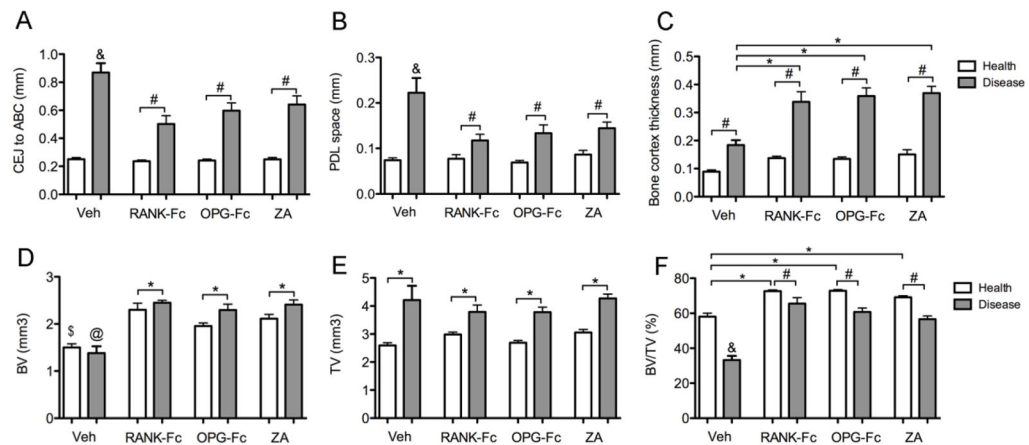 A
CEJ to ABC (mm)
1.0
0.8
0.6
0.4
0.2
0.0
&
#
#
#
Veh RANK-Fc OPG-Fc ZA
B
PDL space (mm)
0.3
0.2
0.1
0.0
&
#
#
#
Veh RANK-Fc OPG-Fc ZA
C
Bone cortex thickness (mm)
0.5
0.4
0.3
0.2
0.1
0.0
*
*
*
#
#
#
#
Veh RANK-Fc OPG-Fc ZA
Health
Disease
D
BV (mm3)
3
2
1
0
$
@
*
*
*
Veh RANK-Fc OPG-Fc ZA
E
TV (mm3)
5
4
3
2
1
0
*
*
*
*
Veh RANK-Fc OPG-Fc ZA
F
BV/TV (%)
80
60
40
20
0
*
*
*
&
#
#
#
Veh RANK-Fc OPG-Fc ZA
Health
Disease